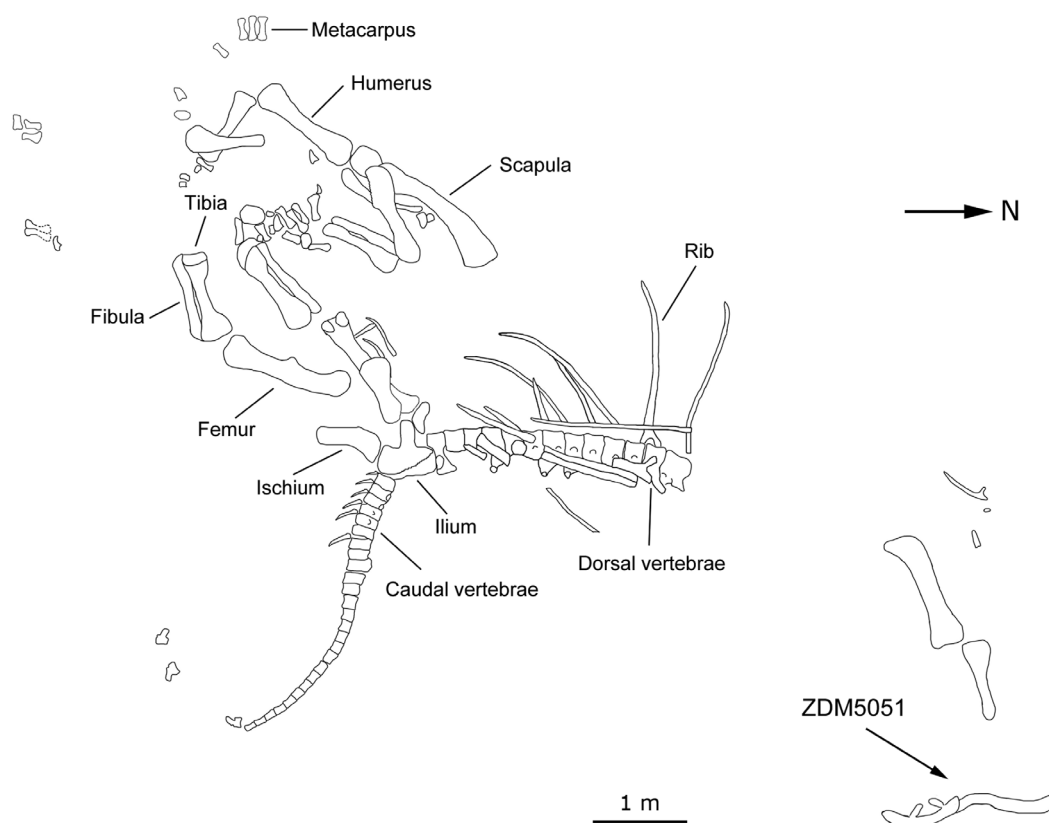 Metacarpus
Humerus
Scapula
Tibia
N
Rib
Fibula
Femur
Ischium
Ilium
Dorsal vertebrae
Caudal vertebrae
ZDM5051
1 m